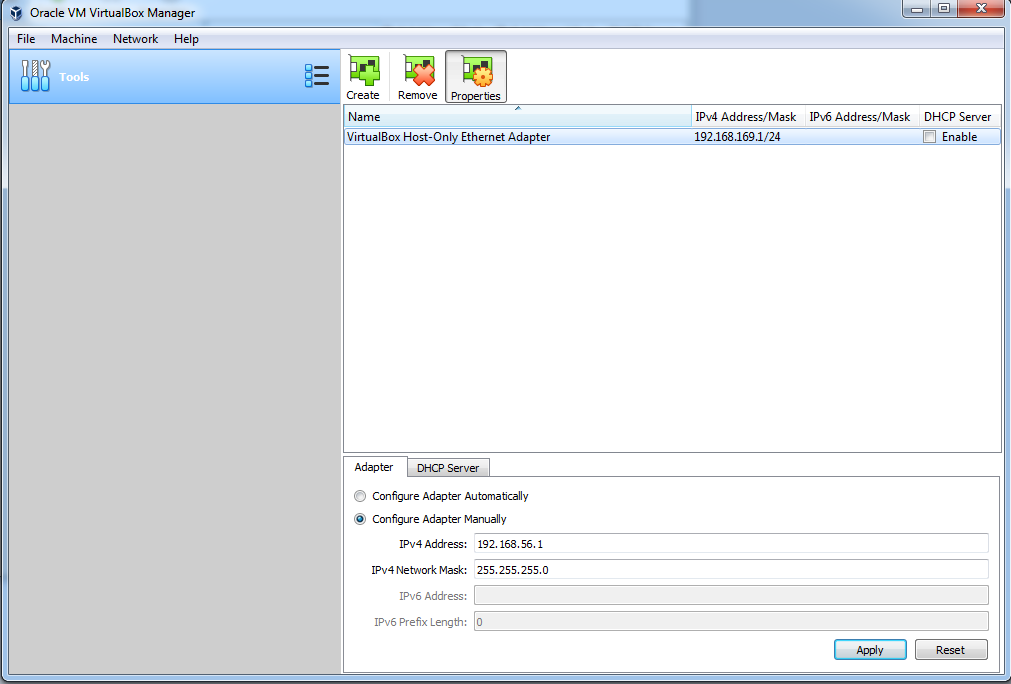 Oracle VM VirtualBox Manager
File Machine Network Help
Tools
Create Remove Properties
Name IPv4 Address/Mask IPv6 Address/Mask DHCP Server
VirtualBox Host-Only Ethernet Adapter 192.168.169.1/24 Enable
Adapter DHCP Server
Configure Adapter Automatically
Configure Adapter Manually
IPv4 Address: 192.168.56.1
IPv4 Network Mask: 255.255.255.0
IPv6 Address:
IPv6 Prefix Length: 0
Apply Reset